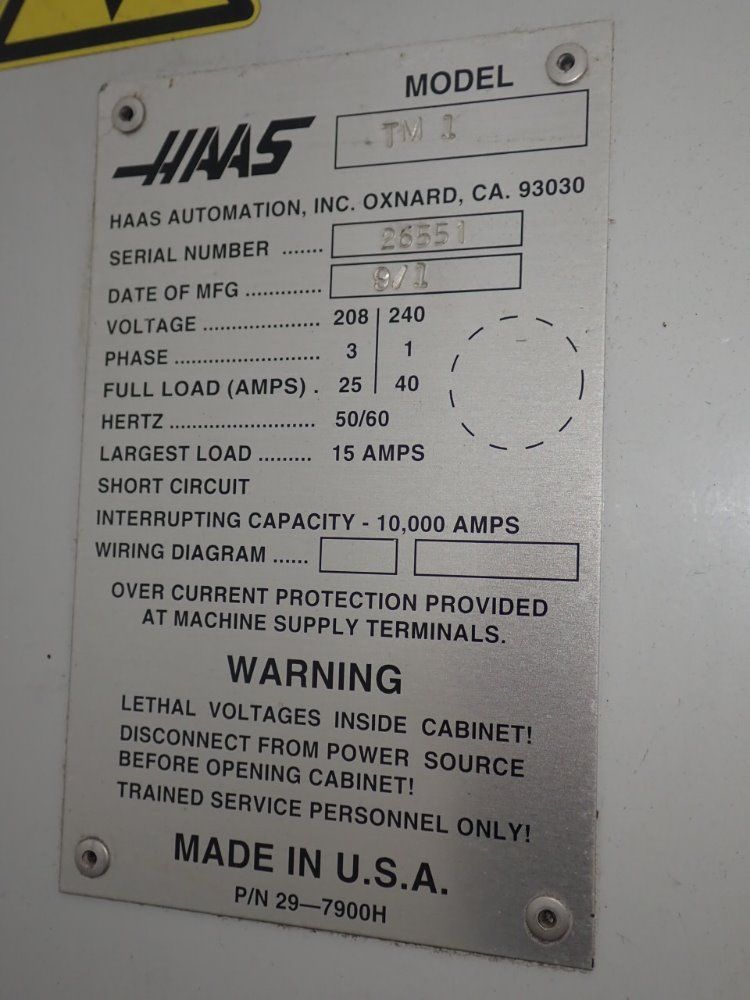 MODEL
HAAS
TM 1
HAAS AUTOMATION, INC. OXNARD, CA. 93030
SERIAL NUMBER ....... 26551
DATE OF MFG ............. 9/1
VOLTAGE .................... 208 | 240
PHASE ......................... 3 | 1
FULL LOAD (AMPS) . 25 | 40
HERTZ ......................... 50/60
LARGEST LOAD ......... 15 AMPS
SHORT CIRCUIT
INTERRUPTING CAPACITY - 10,000 AMPS
WIRING DIAGRAM ......
OVER CURRENT PROTECTION PROVIDED
AT MACHINE SUPPLY TERMINALS.
WARNING
LETHAL VOLTAGES INSIDE CABINET!
DISCONNECT FROM POWER SOURCE
BEFORE OPENING CABINET!
TRAINED SERVICE PERSONNEL ONLY!
MADE IN U.S.A.
P/N 29—7900H